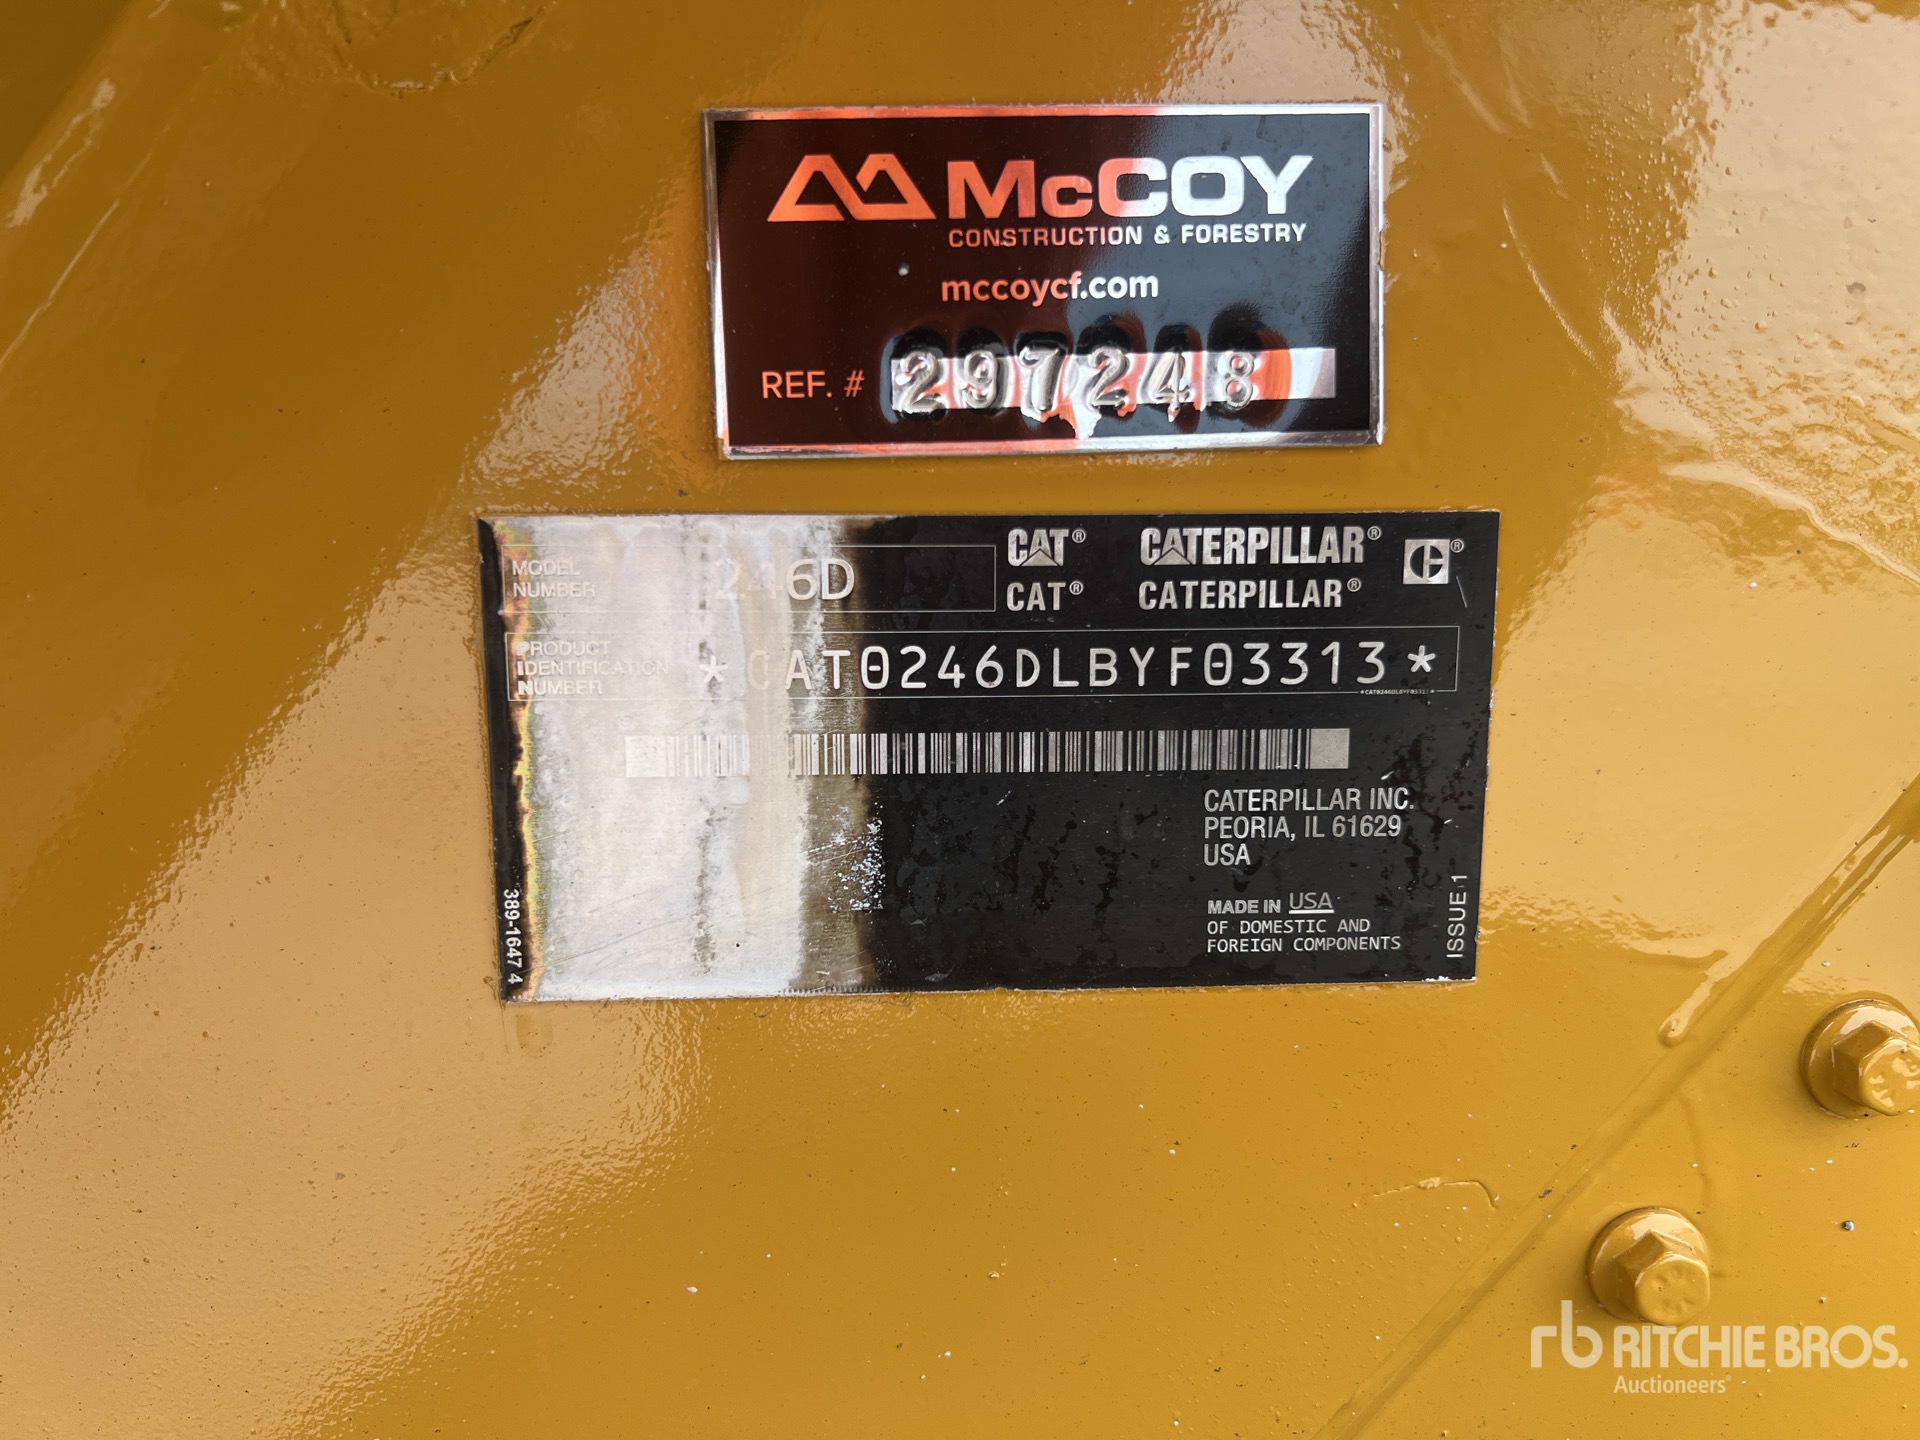 McCOY
CONSTRUCTION & FORESTRY
mccoycf.com
REF. # 297248
MODEL NUMBER 246D
CAT® CATERPILLAR®
CAT® CATERPILLAR®
PRODUCT IDENTIFICATION NUMBER *CAT0246DLBYF03313*
*CAT0246DLBYF03313*
CATERPILLAR INC.
PEORIA, IL 61629
USA
MADE IN USA
OF DOMESTIC AND
FOREIGN COMPONENTS
389-1647 4
ISSUE 1
rb RITCHIE BROS.
Auctioneers